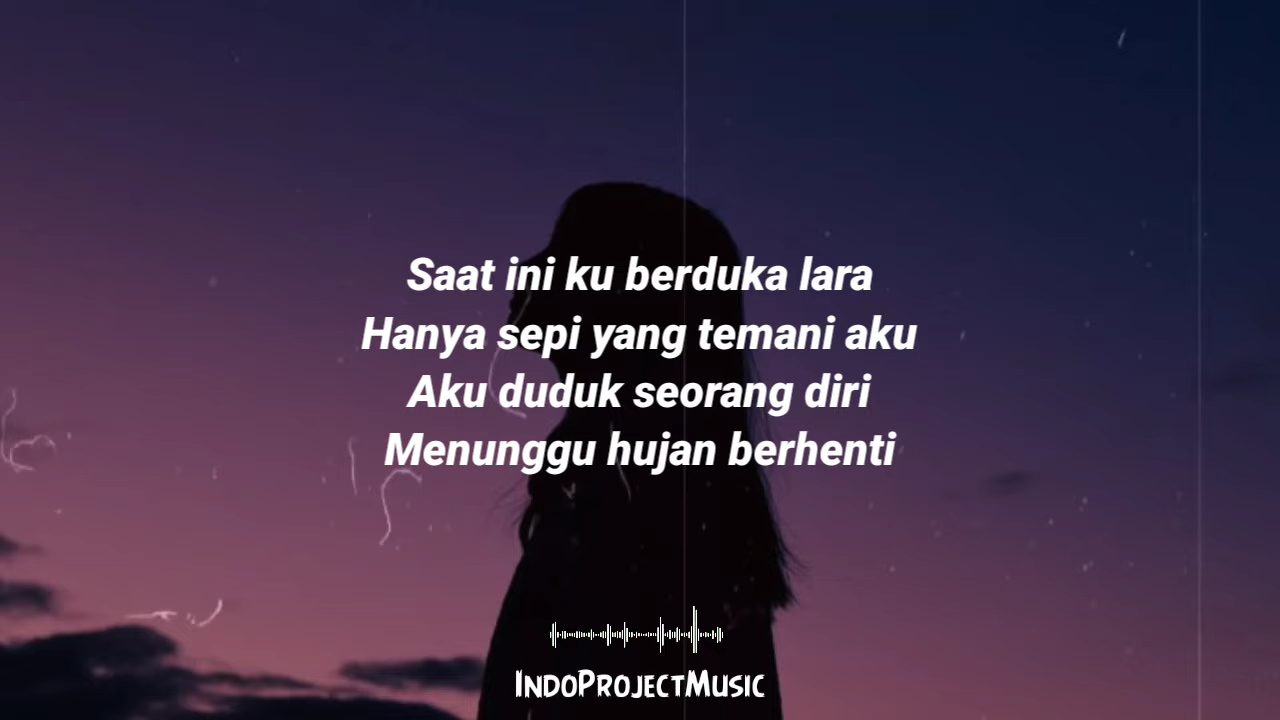 Saat ini ku berduka lara
Hanya sepi yang temani aku
Aku duduk seorang diri
Menunggu hujan berhenti
IndoProjectMusic